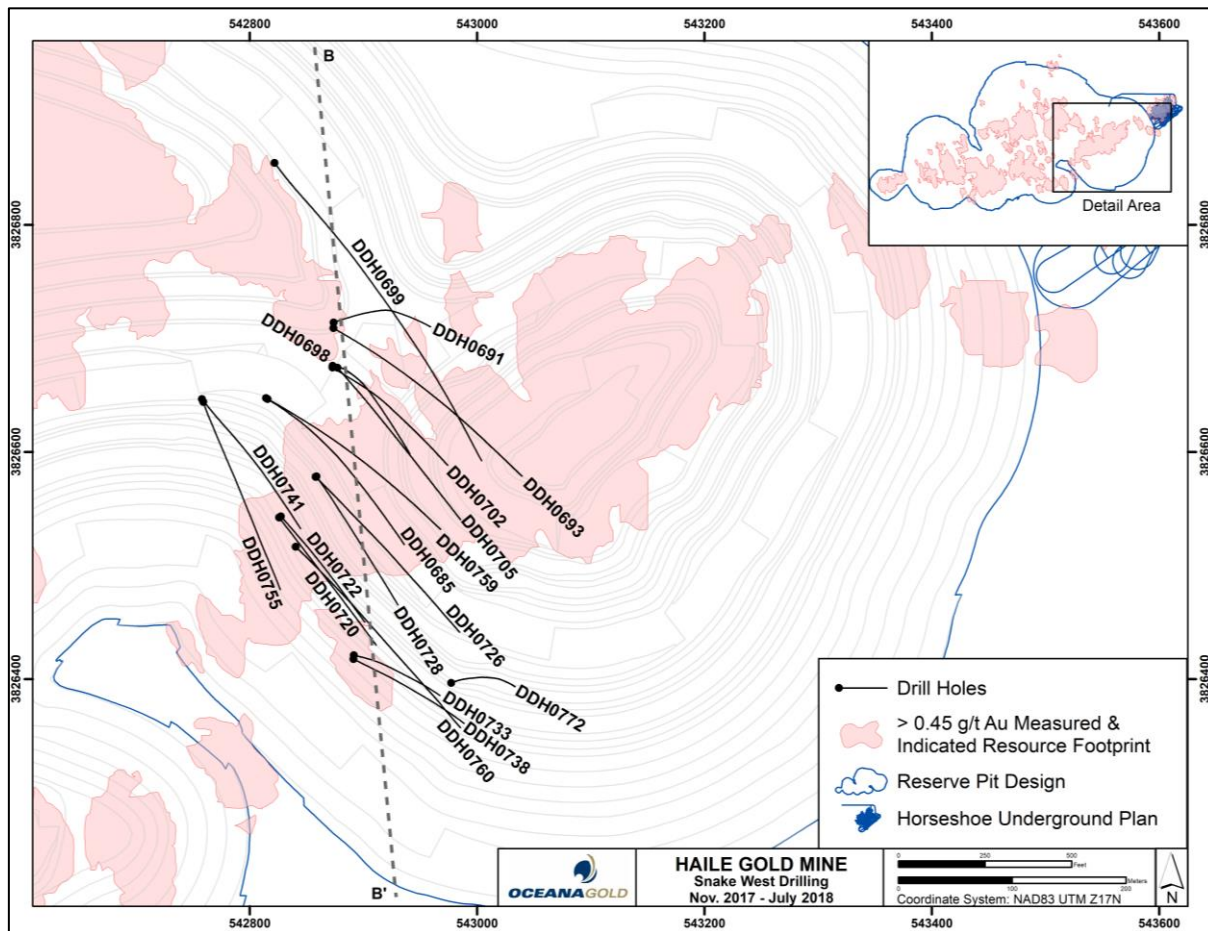 542800
543000
543200
543400
543600
B
Detail Area
3826800
3826800
DDH0699
DDH0691
DDH0698
3826600
3826600
DDH0741
DDH0702
DDH0693
DDH0705
DDH0759
DDH0685
DDH0755
DDH0722
DDH0720
DDH0726
DDH0728
3826400
3826400
DDH0772
DDH0733
DDH0738
DDH0760
Drill Holes
> 0.45 g/t Au Measured &
Indicated Resource Footprint
Reserve Pit Design
Horseshoe Underground Plan
B'
OCEANAGOLD
HAILE GOLD MINE
Snake West Drilling
Nov. 2017 - July 2018
0 250 500
Feet
Meters
0 100 200
Coordinate System: NAD83 UTM Z17N
N
542800
543000
543200
543400
543600